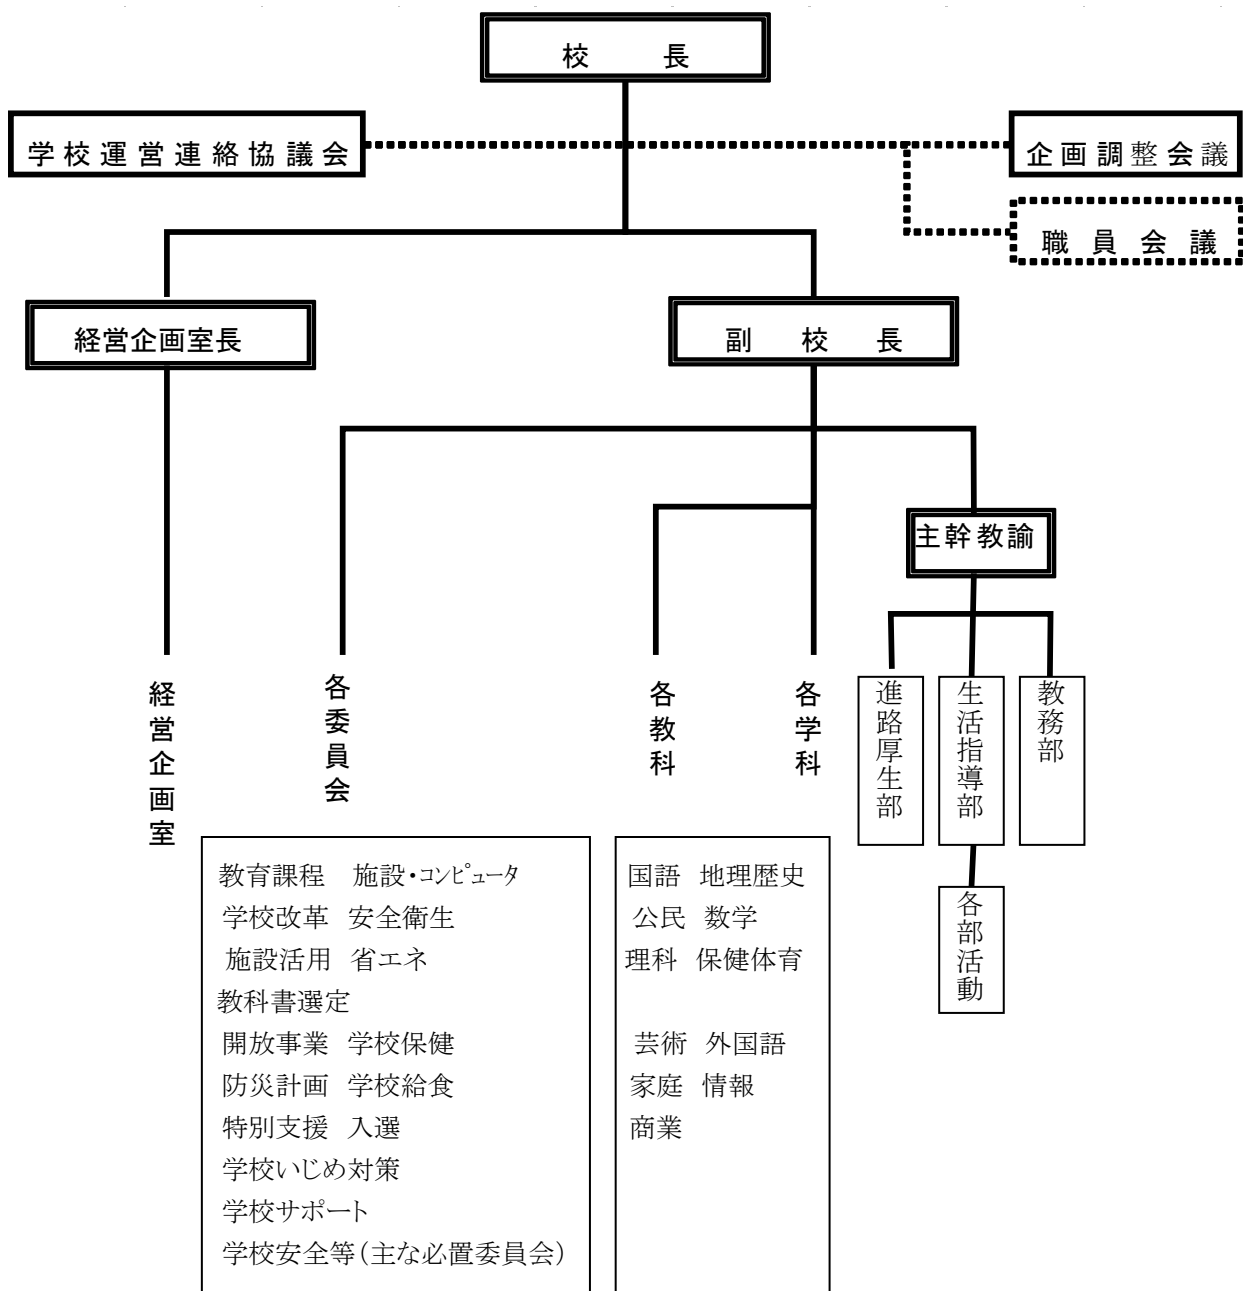 校長
学校運営連絡協議会
企画調整会議
職員会議
経営企画室長
副校長
主幹教諭
経営企画室
各委員会
各教科
各学科
進路厚生部
生活指導部
教務部
各部活動
教育課程 施設・コンピュータ
学校改革 安全衛生
施設活用 省エネ
教科書選定
開放事業 学校保健
防災計画 学校給食
特別支援 入選
学校いじめ対策
学校サポート
学校安全等(主な必置委員会)
国語 地理歴史
公民 数学
理科 保健体育
芸術 外国語
家庭 情報
商業